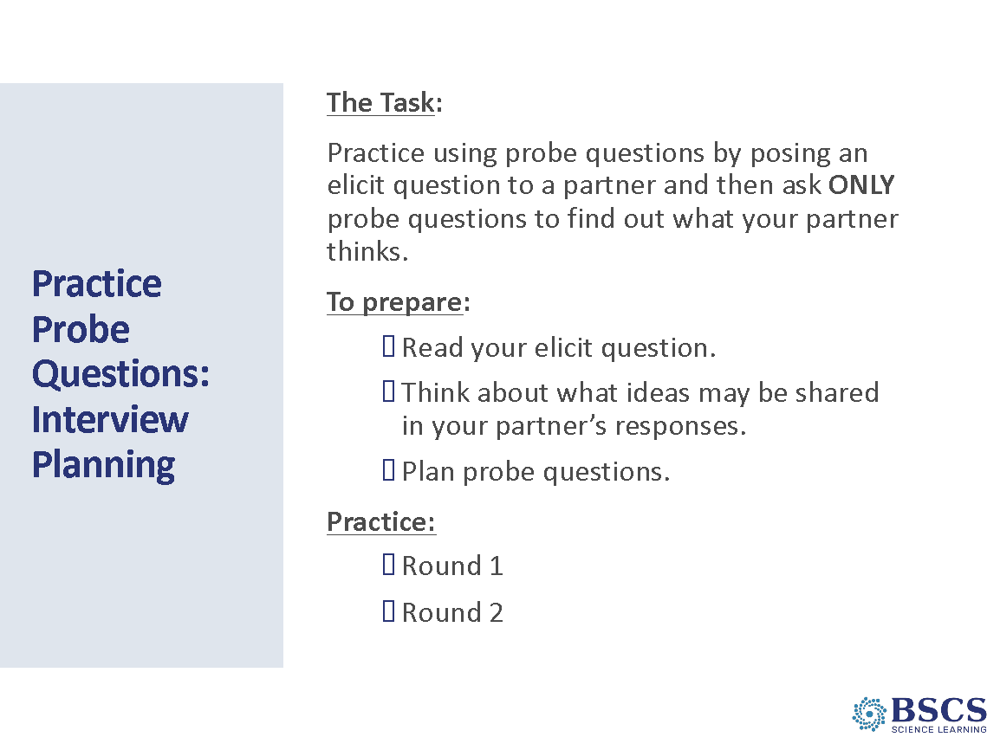 Practice
Probe
Questions:
Interview
Planning
The Task:
Practice using probe questions by posing an
elicit question to a partner and then ask ONLY
probe questions to find out what your partner
thinks.
To prepare:
Read your elicit question.
Think about what ideas may be shared
in your partner’s responses.
Plan probe questions.
Practice:
Round 1
Round 2
BSCS
SCIENCE LEARNING